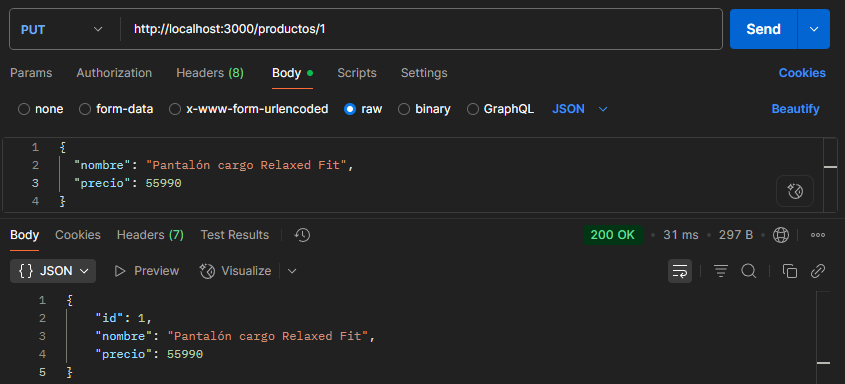 PUT http://localhost:3000/productos/1 Send
Params Authorization Headers (8) Body Scripts Settings Cookies
none form-data x-www-form-urlencoded raw binary GraphQL JSON Beautify
1 {
2 "nombre": "Pantalón cargo Relaxed Fit",
3 "precio": 55990
4 }
Body Cookies Headers (7) Test Results 200 OK • 31 ms • 297 B •
{} JSON Preview Visualize
1 {
2 "id": 1,
3 "nombre": "Pantalón cargo Relaxed Fit",
4 "precio": 55990
5 }